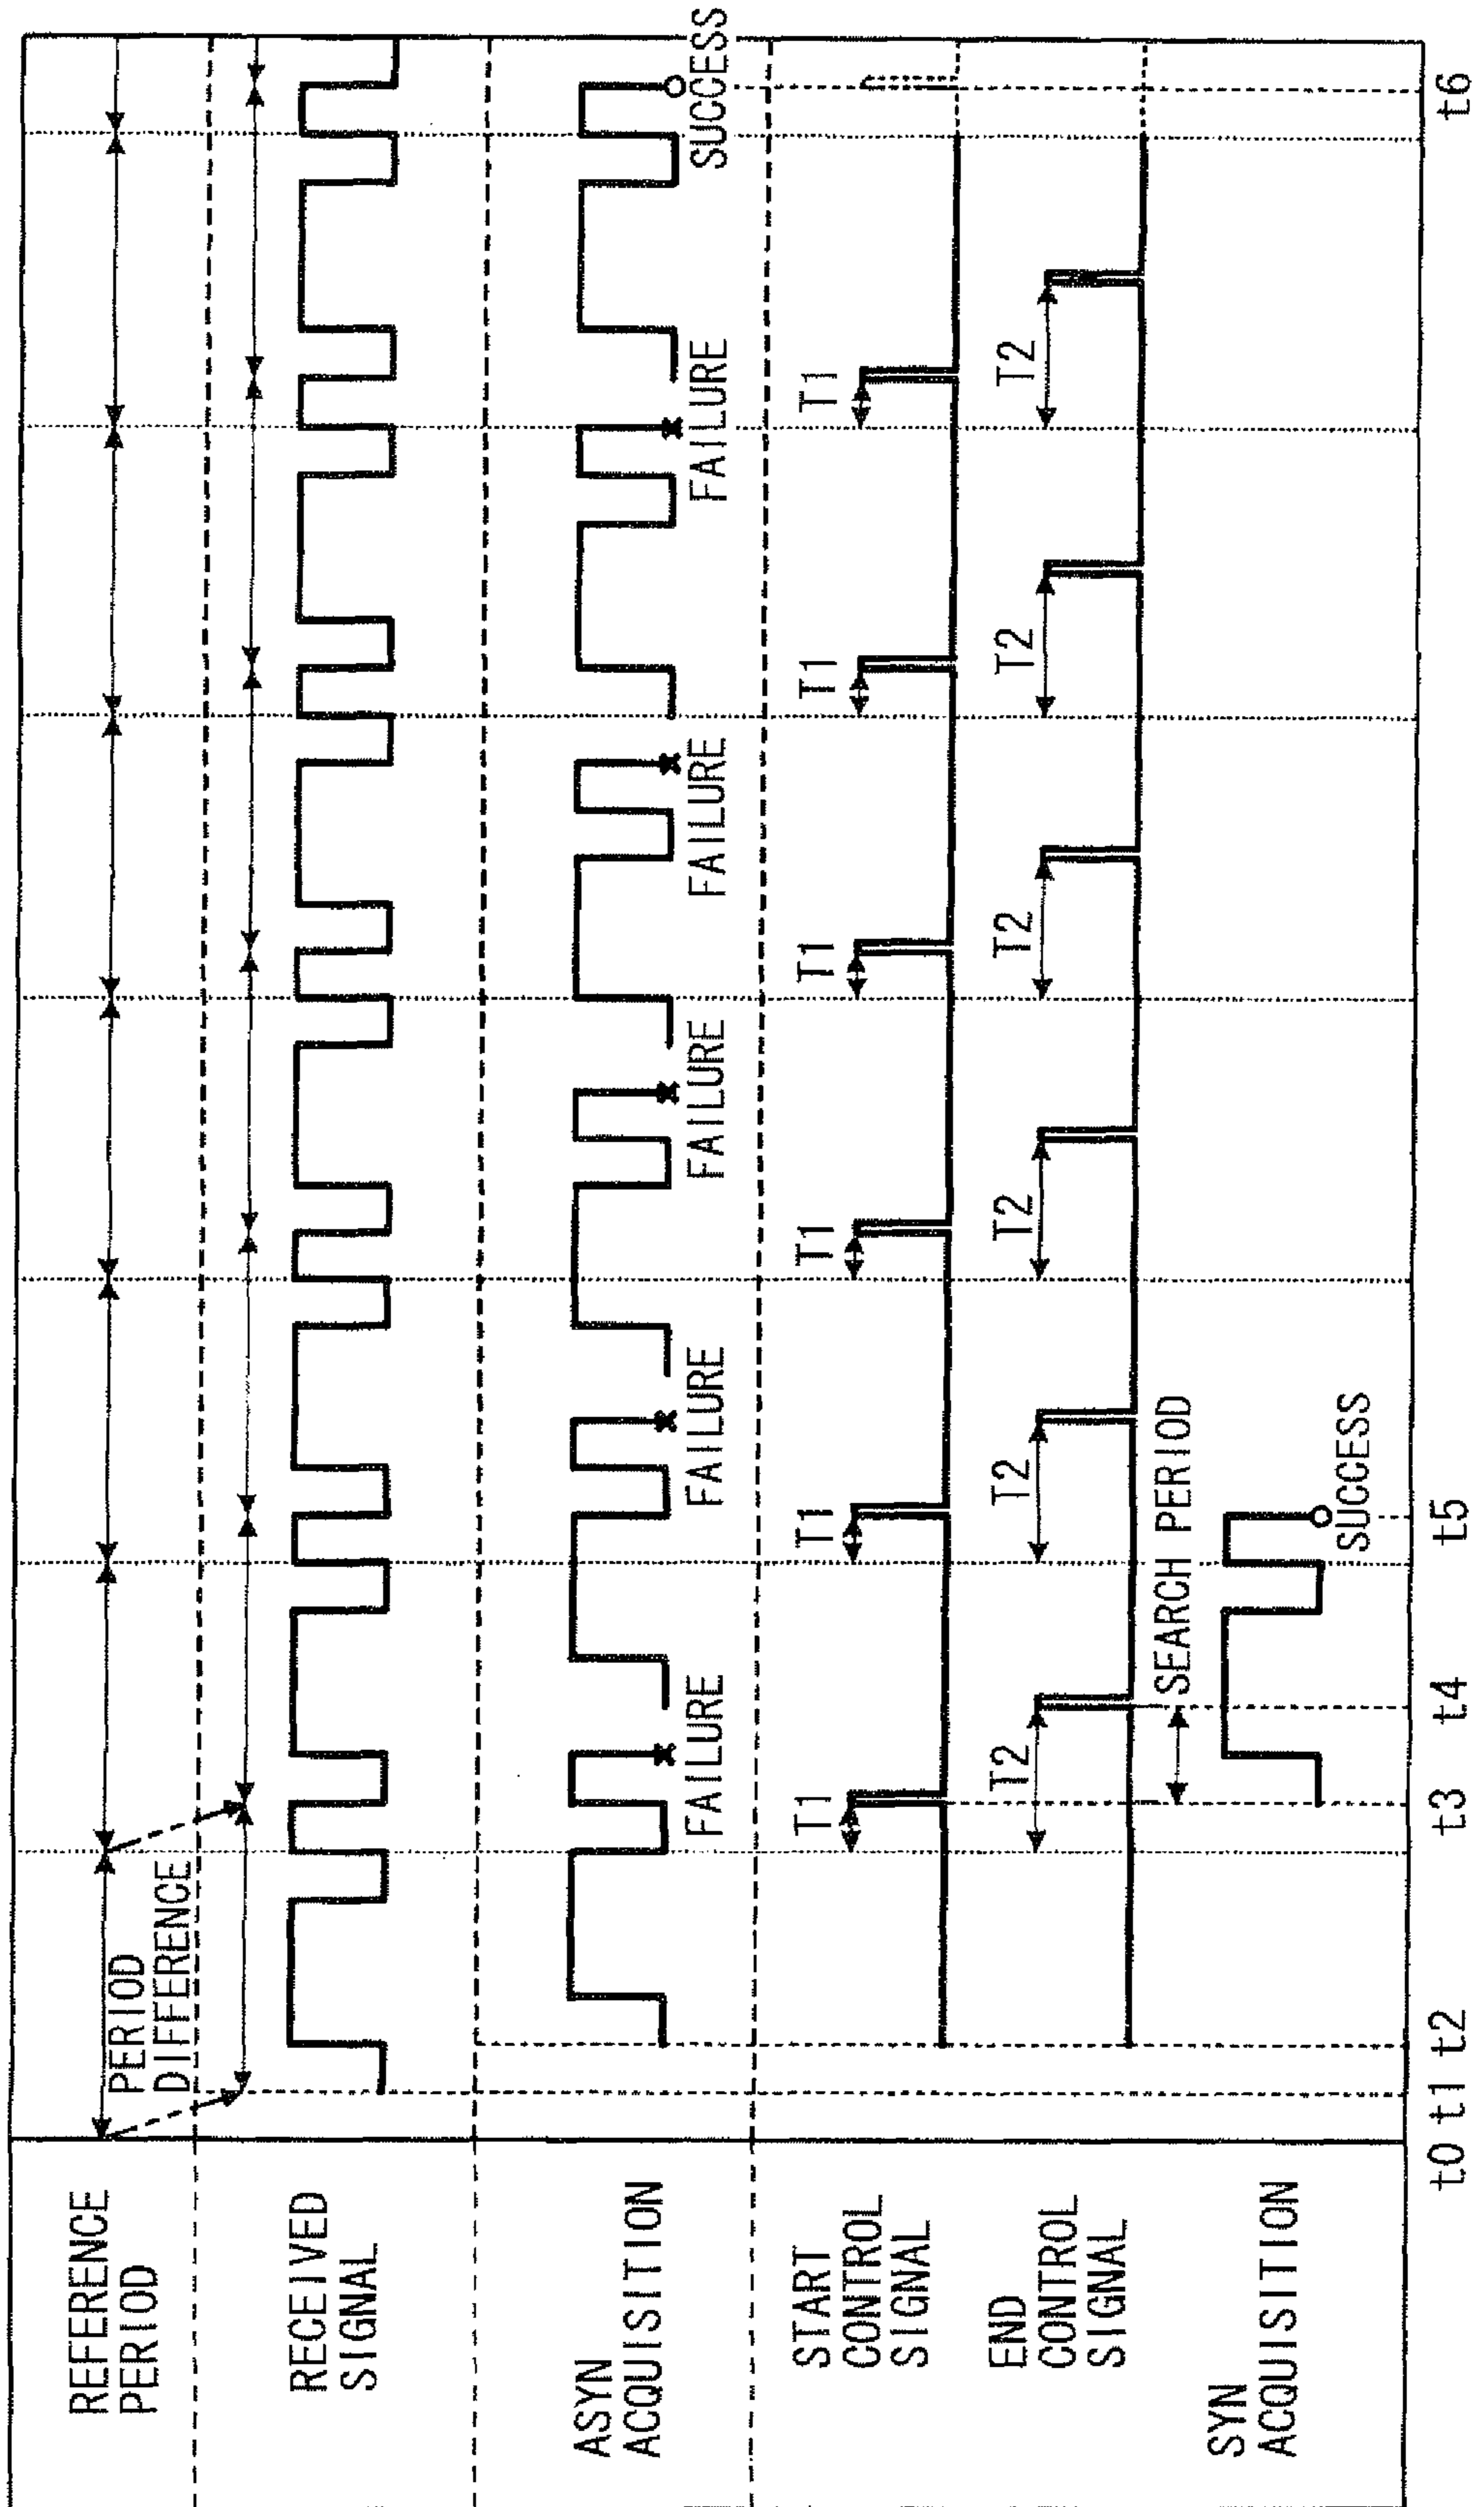 REFERENCE
PERIOD
PERIOD
DIFFERENCE
RECEIVED
SIGNAL
ASYN
ACQUISITION
FAILURE
FAILURE
FAILURE
FAILURE
FAILURE
SUCCESS
START
CONTROL
SIGNAL
T1
T1
T1
T1
T1
T1
END
CONTROL
SIGNAL
T2
T2
T2
T2
T2
T2
SEARCH PERIOD
SYN
ACQUISITION
SUCCESS
t0 t1 t2 t3 t4 t5 t6